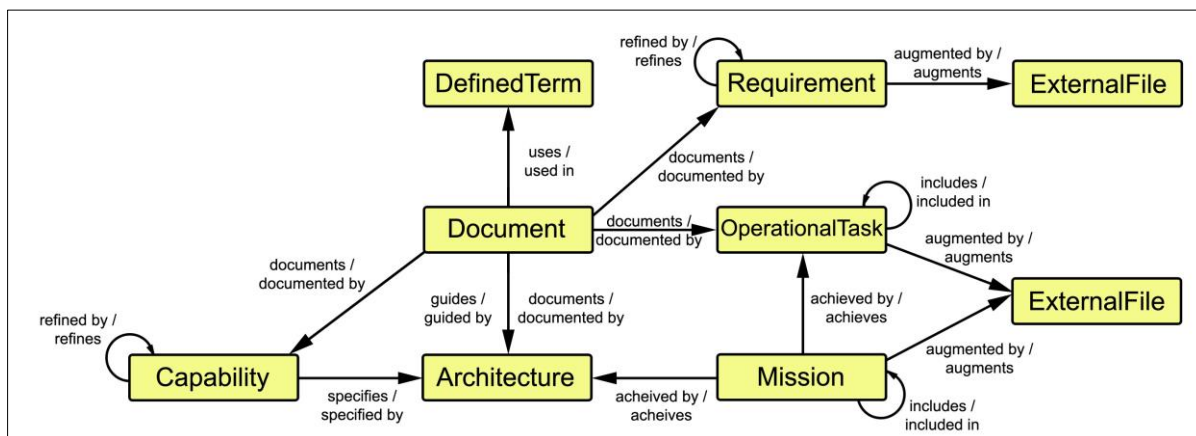 refined by /
refines
Requirement
augmented by /
augments
ExternalFile
DefinedTerm
uses /
used in
documents /
documented by
Document
documents /
documented by
OperationalTask
includes /
included in
augmented by /
augments
ExternalFile
documents /
documented by
guides /
guided by
documents /
documented by
achieved by /
achieves
augmented by /
augments
refined by /
refines
Capability
specifies /
specified by
Architecture
acheived by /
acheives
Mission
includes /
included in